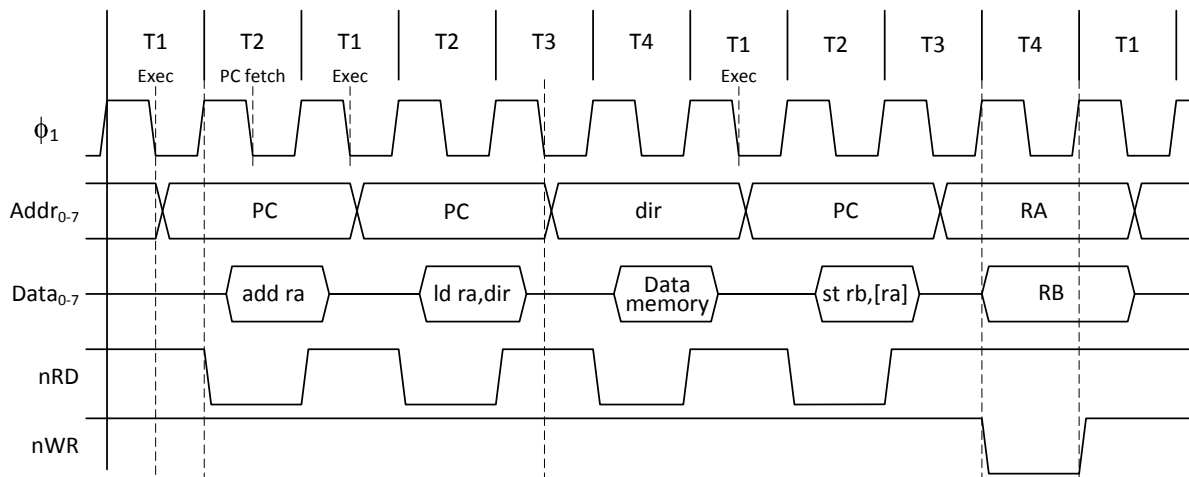 T1 T2 T1 T2 T3 T4 T1 T2 T3 T4 T1
Exec PC fetch Exec Exec
ϕ1
Addr0-7 PC PC dir PC RA
Data0-7 add ra ld ra,dir Data memory st rb,[ra] RB
nRD
nWR